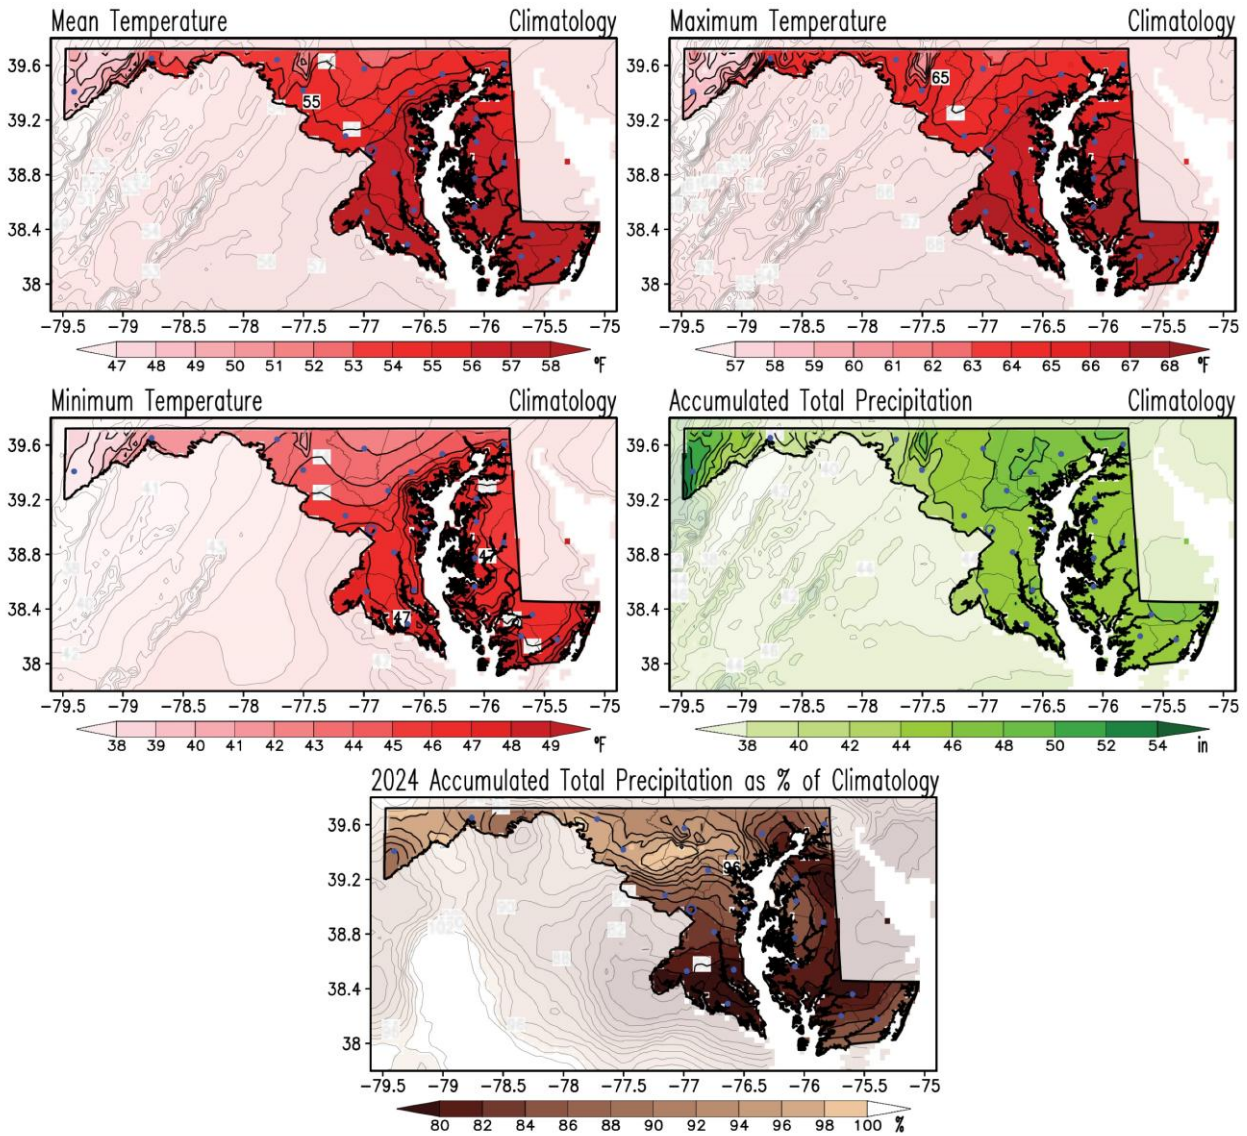 Mean Temperature Climatology
39.6
39.2
38.8
38.4
38
55
-79.5 -79 -78.5 -78 -77.5 -77 -76.5 -76 -75.5 -75
47 48 49 50 51 52 53 54 55 56 57 58 °F
Maximum Temperature Climatology
39.6
39.2
38.8
38.4
38
65
-79.5 -79 -78.5 -78 -77.5 -77 -76.5 -76 -75.5 -75
57 58 59 60 61 62 63 64 65 66 67 68 °F
Minimum Temperature Climatology
39.6
39.2
38.8
38.4
38
47
47
-79.5 -79 -78.5 -78 -77.5 -77 -76.5 -76 -75.5 -75
38 39 40 41 42 43 44 45 46 47 48 49 °F
Accumulated Total Precipitation Climatology
39.6
39.2
38.8
38.4
38
-79.5 -79 -78.5 -78 -77.5 -77 -76.5 -76 -75.5 -75
38 40 42 44 46 48 50 52 54 in
2024 Accumulated Total Precipitation as % of Climatology
39.6
39.2
38.8
38.4
38
96
-79.5 -79 -78.5 -78 -77.5 -77 -76.5 -76 -75.5 -75
80 82 84 86 88 90 92 94 96 98 100 %